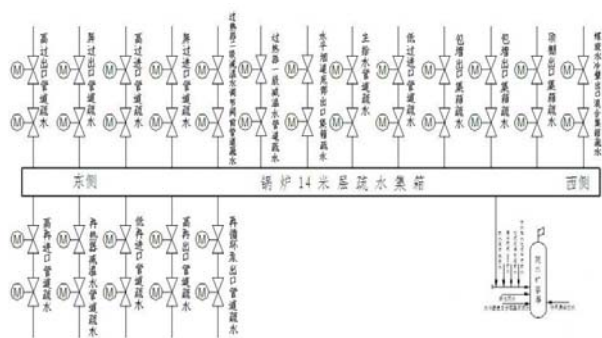 高过出口管道疏水
屏过出口管道疏水
高过进口管道疏水
屏过进口管道疏水
过热器二级减温水调节阀前管道疏水
过热器一级减温水管道疏水
水平烟道底部出口集箱疏水
主给水管道疏水
低过进口管道疏水
包墙出口集箱疏水
包墙出口集箱疏水
顶棚出口集箱疏水
螺旋水冷壁出口混合集箱疏水
东侧
锅炉14米层疏水集箱
西侧
高再进口管道疏水
再热器减温水管道疏水
低再进口管道疏水
高再出口管道疏水
再循环泵出口管道疏水